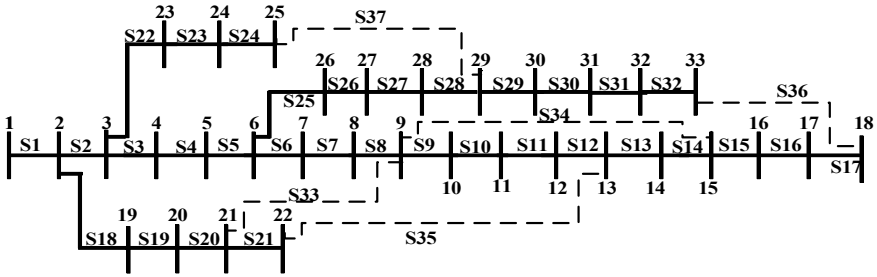 23 24 25 S37
S22 S23 S24
26 27 28 29 30 31 32 33
S25 S26 S27 S28 S29 S30 S31 S32 S36
1 2 3 4 5 6 7 8 9 S34 16 17 18
S1 S2 S3 S4 S5 S6 S7 S8 S9 S10 S11 S12 S13 S14 S15 S16 S17
10 11 12 13 14 15
S33
19 20 21 22
S18 S19 S20 S21 S35